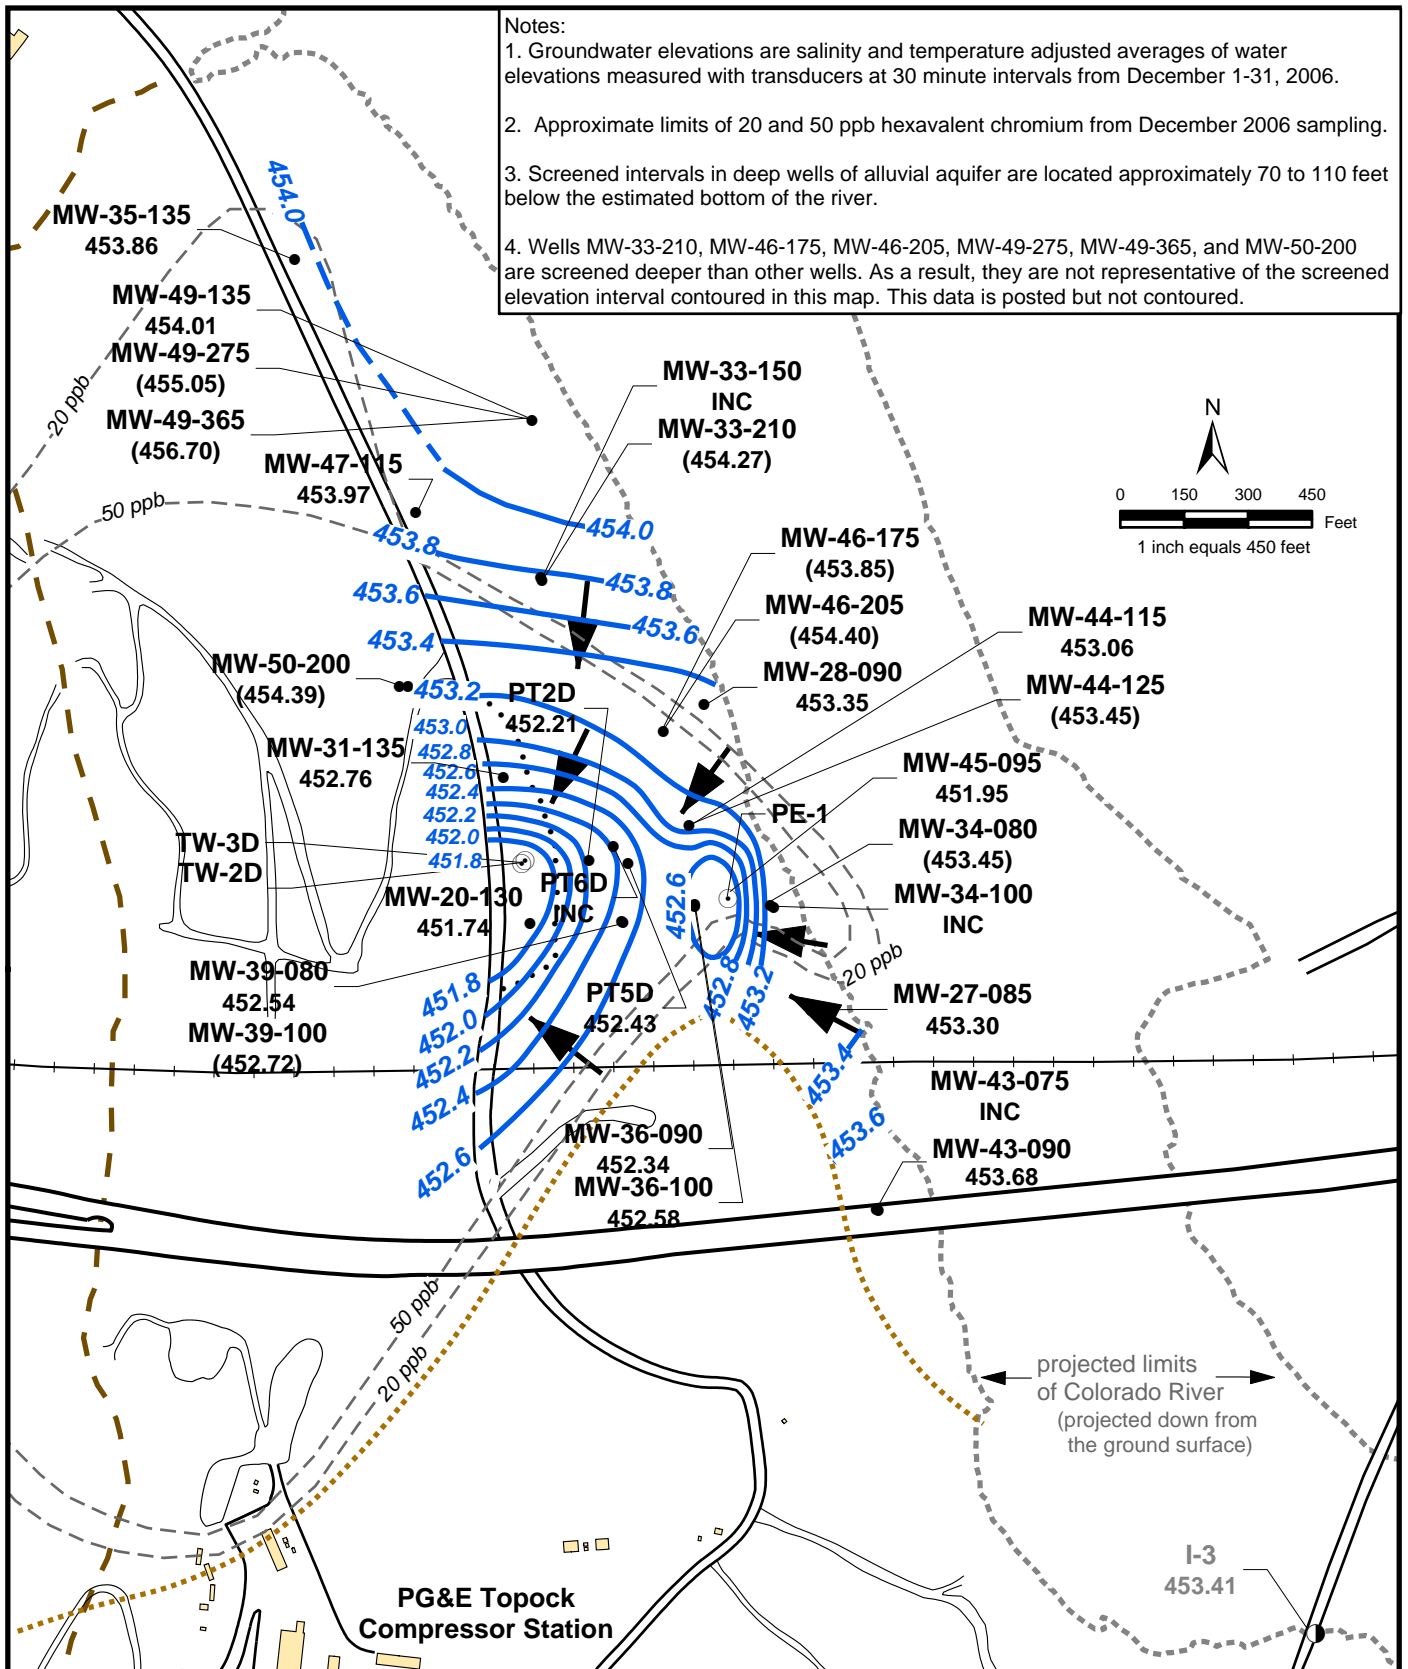 Notes:
1. Groundwater elevations are salinity and temperature adjusted averages of water
elevations measured with transducers at 30 minute intervals from December 1-31, 2006.
2. Approximate limits of 20 and 50 ppb hexavalent chromium from December 2006 sampling.
3. Screened intervals in deep wells of alluvial aquifer are located approximately 70 to 110 feet
below the estimated bottom of the river.
4. Wells MW-33-210, MW-46-175, MW-46-205, MW-49-275, MW-49-365, and MW-50-200
are screened deeper than other wells. As a result, they are not representative of the screened
elevation interval contoured in this map. This data is posted but not contoured.
454.0
MW-35-135
453.86
MW-49-135
454.01
MW-49-275
(455.05)
MW-49-365
(456.70)
20 ppb
MW-33-150
INC
MW-33-210
(454.27)
N
0 150 300 450
Feet
1 inch equals 450 feet
MW-47-115
453.97
50 ppb
454.0
453.8
453.8
453.6
453.6
453.4
MW-46-175
(453.85)
MW-46-205
(454.40)
MW-28-090
453.35
MW-44-115
453.06
MW-44-125
(453.45)
MW-50-200
(454.39)
453.2
PT2D
452.21
453.0
452.8
452.6
452.4
452.2
452.0
451.8
MW-31-135
452.76
MW-45-095
451.95
PE-1
MW-34-080
(453.45)
MW-34-100
INC
TW-3D
TW-2D
MW-20-130
451.74
PT6D
INC
452.6
20 ppb
MW-39-080
452.54
MW-39-100
(452.72)
PT5D
452.43
452.8
453.2
MW-27-085
453.30
451.8
452.0
452.2
452.4
452.6
453.4
453.6
MW-43-075
INC
MW-43-090
453.68
MW-36-090
452.34
MW-36-100
452.58
50 ppb
20 ppb
projected limits
of Colorado River
(projected down from
the ground surface)
I-3
453.41
PG&E Topock
Compressor Station